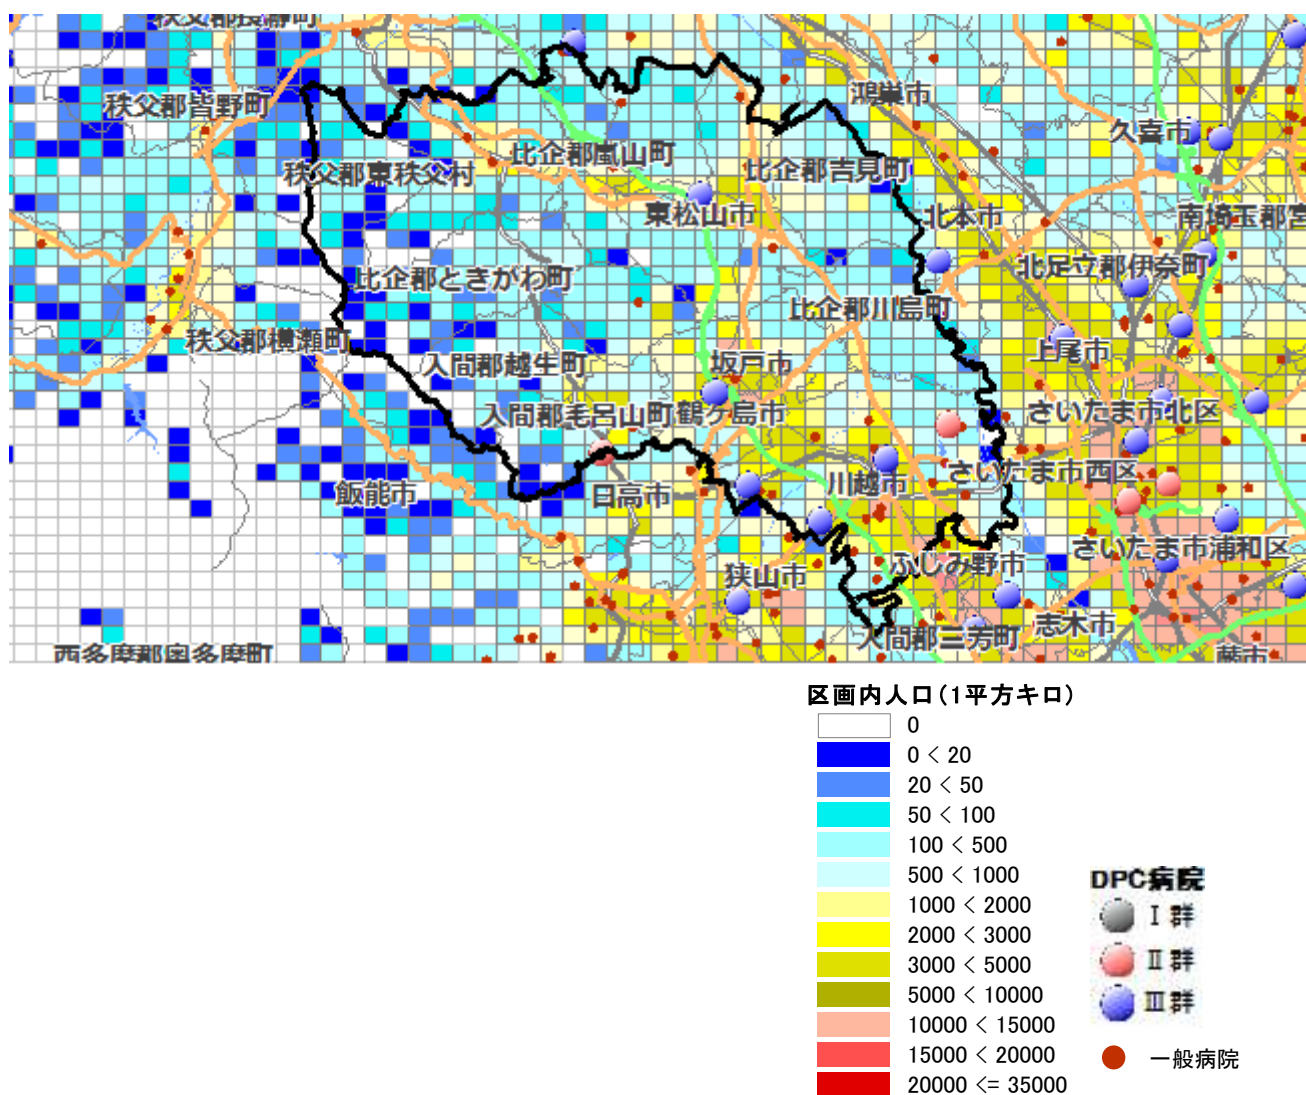 秩父郡長瀞町
鴻巣市
秩父郡皆野町
久喜市
比企郡嵐山町
秩父郡東秩父村
比企郡吉見町
東松山市
北本市
南埼玉郡宮
比企郡ときがわ町
北足立郡伊奈町
比企郡川島町
秩父郡横瀬町
上尾市
入間郡越生町
坂戸市
入間郡毛呂山町
鶴ヶ島市
さいたま市北区
さいたま市西区
川越市
飯能市
日高市
さいたま市浦和区
ふじみ野市
狭山市
志木市
入間郡三芳町
西多摩郡奥多摩町
蕨市
区画内人口(1平方キロ)
0
0 < 20
20 < 50
50 < 100
100 < 500
500 < 1000
1000 < 2000
2000 < 3000
3000 < 5000
5000 < 10000
10000 < 15000
15000 < 20000
20000 <= 35000
DPC病院
Ⅰ群
Ⅱ群
Ⅲ群
一般病院